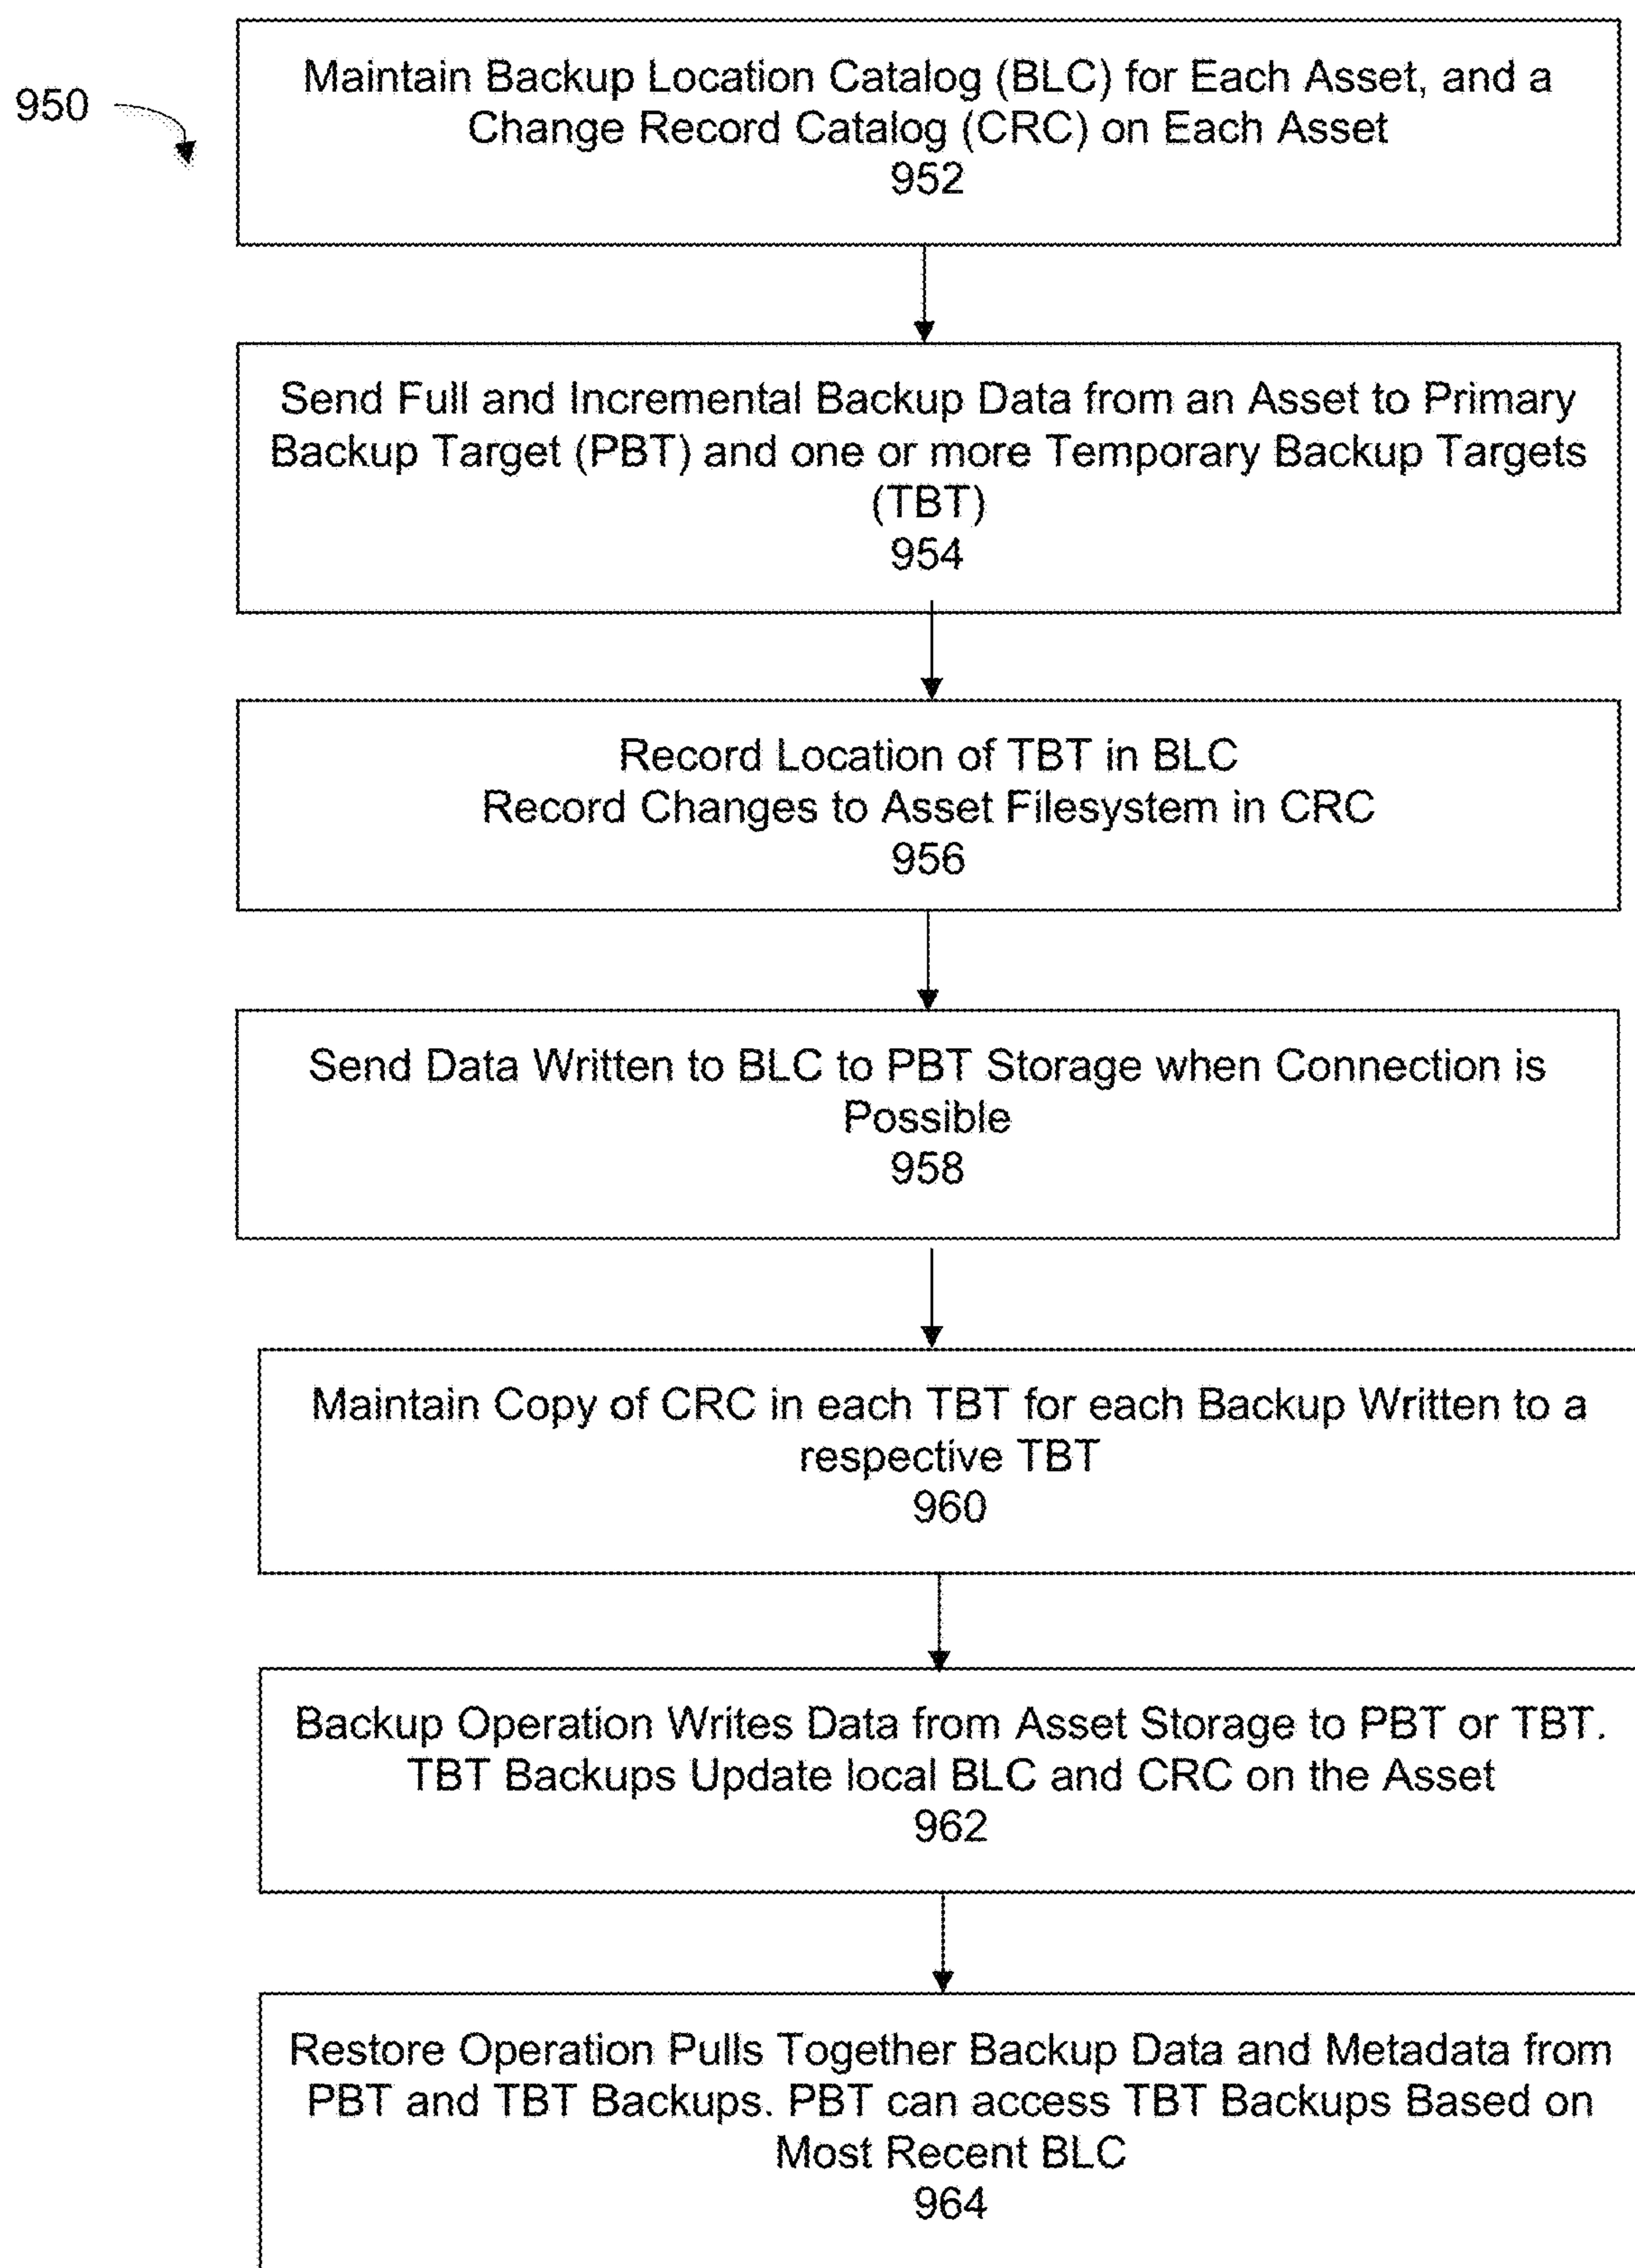 950
Maintain Backup Location Catalog (BLC) for Each Asset, and a
Change Record Catalog (CRC) on Each Asset
952
Send Full and Incremental Backup Data from an Asset to Primary
Backup Target (PBT) and one or more Temporary Backup Targets
(TBT)
954
Record Location of TBT in BLC
Record Changes to Asset Filesystem in CRC
956
Send Data Written to BLC to PBT Storage when Connection is
Possible
958
Maintain Copy of CRC in each TBT for each Backup Written to a
respective TBT
960
Backup Operation Writes Data from Asset Storage to PBT or TBT.
TBT Backups Update local BLC and CRC on the Asset
962
Restore Operation Pulls Together Backup Data and Metadata from
PBT and TBT Backups. PBT can access TBT Backups Based on
Most Recent BLC
964